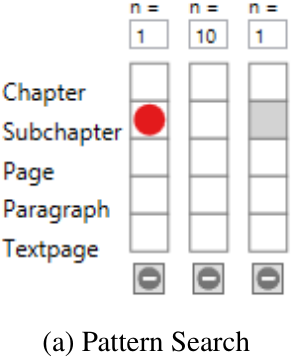 n = n = n =
1 10 1
Chapter
Subchapter
Page
Paragraph
Textpage
(a) Pattern Search